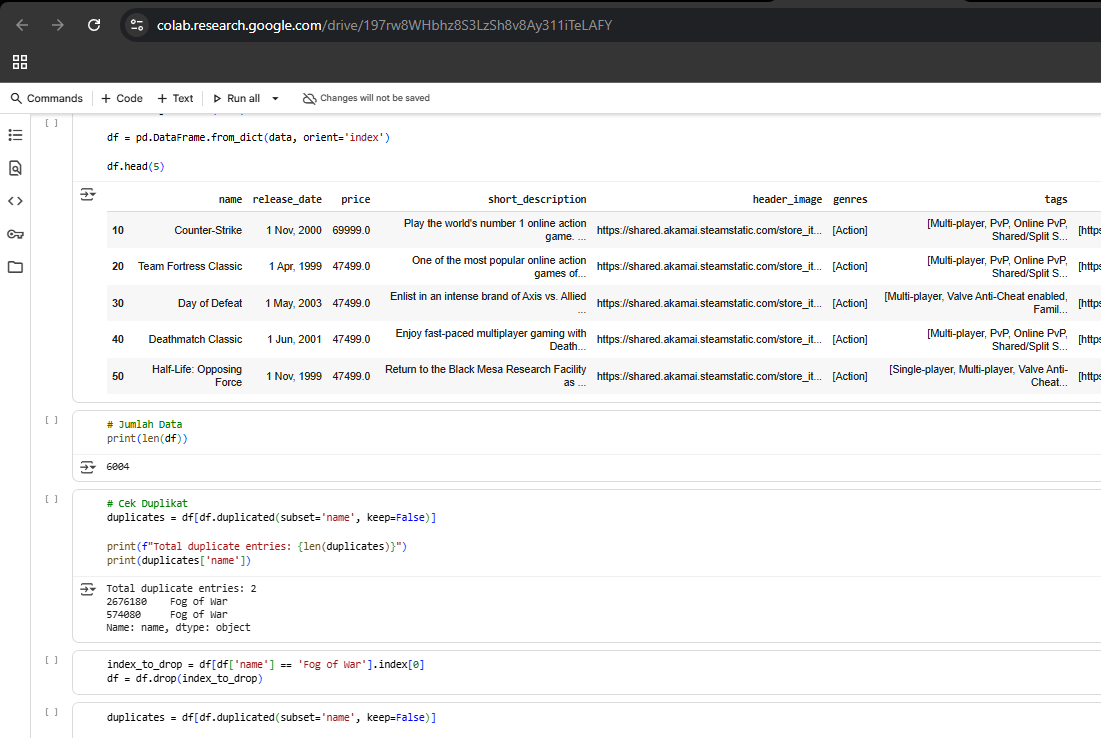 colab.research.google.com/drive/197rw8WHbhz8S3LzSh8v8Ay311iTeLAFY
Commands + Code + Text Run all Changes will not be saved
[ ]
df = pd.DataFrame.from_dict(data, orient='index')
df.head(5)
name release_date price short_description header_image genres tags
10 Counter-Strike 1 Nov, 2000 69999.0 Play the world's number 1 online action game. ... https://shared.akamai.steamstatic.com/store_it... [Action] [Multi-player, PvP, Online PvP, Shared/Split S... [https
20 Team Fortress Classic 1 Apr, 1999 47499.0 One of the most popular online action games of... https://shared.akamai.steamstatic.com/store_it... [Action] [Multi-player, PvP, Online PvP, Shared/Split S... [https
30 Day of Defeat 1 May, 2003 47499.0 Enlist in an intense brand of Axis vs. Allied ... https://shared.akamai.steamstatic.com/store_it... [Action] [Multi-player, Valve Anti-Cheat enabled, Famil... [https
40 Deathmatch Classic 1 Jun, 2001 47499.0 Enjoy fast-paced multiplayer gaming with Death... https://shared.akamai.steamstatic.com/store_it... [Action] [Multi-player, PvP, Online PvP, Shared/Split S... [https
50 Half-Life: Opposing Force 1 Nov, 1999 47499.0 Return to the Black Mesa Research Facility as ... https://shared.akamai.steamstatic.com/store_it... [Action] [Single-player, Multi-player, Valve Anti-Cheat... [https
[ ]
# Jumlah Data
print(len(df))
6004
[ ]
# Cek Duplikat
duplicates = df[df.duplicated(subset='name', keep=False)]
print(f"Total duplicate entries: {len(duplicates)}")
print(duplicates['name'])
Total duplicate entries: 2
2676180 Fog of War
574080 Fog of War
Name: name, dtype: object
[ ]
index_to_drop = df[df['name'] == 'Fog of War'].index[0]
df = df.drop(index_to_drop)
[ ]
duplicates = df[df.duplicated(subset='name', keep=False)]